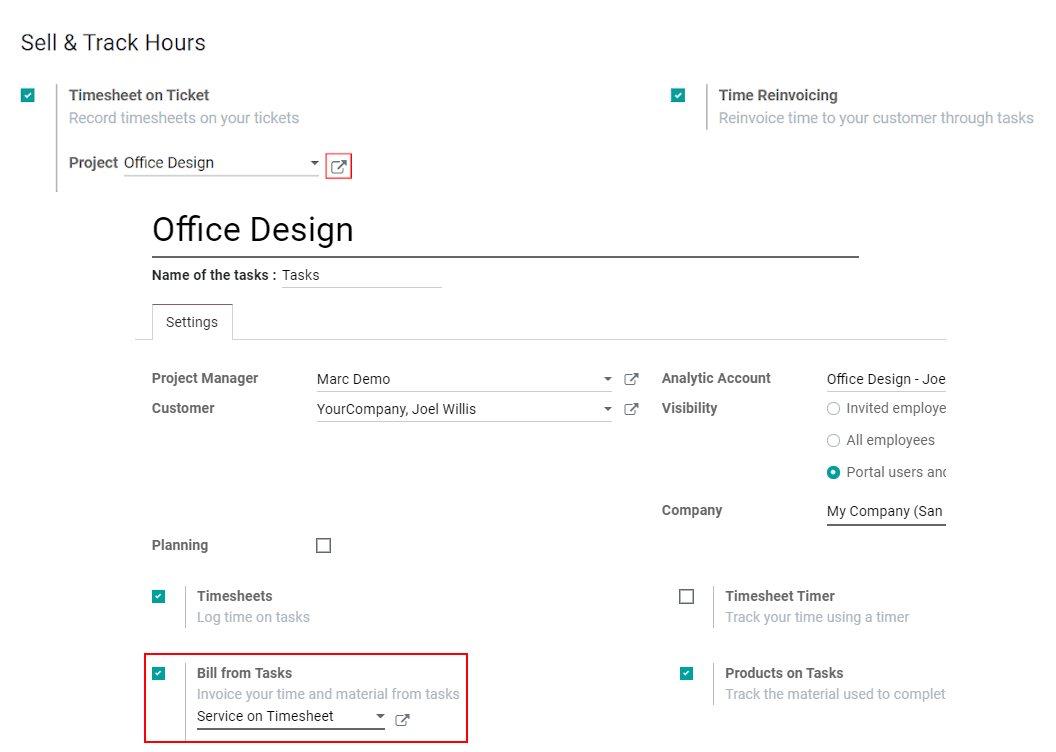 Sell & Track Hours
Timesheet on Ticket
Record timesheets on your tickets
Project Office Design
Time Reinvoicing
Reinvoice time to your customer through tasks
Office Design
Name of the tasks : Tasks
Settings
Project Manager Marc Demo
Customer YourCompany, Joel Willis
Analytic Account Office Design - Joe
Visibility Invited employe
All employees
Portal users and
Company My Company (San
Planning
Timesheets
Log time on tasks
Timesheet Timer
Track your time using a timer
Bill from Tasks
Invoice your time and material from tasks
Service on Timesheet
Products on Tasks
Track the material used to complet